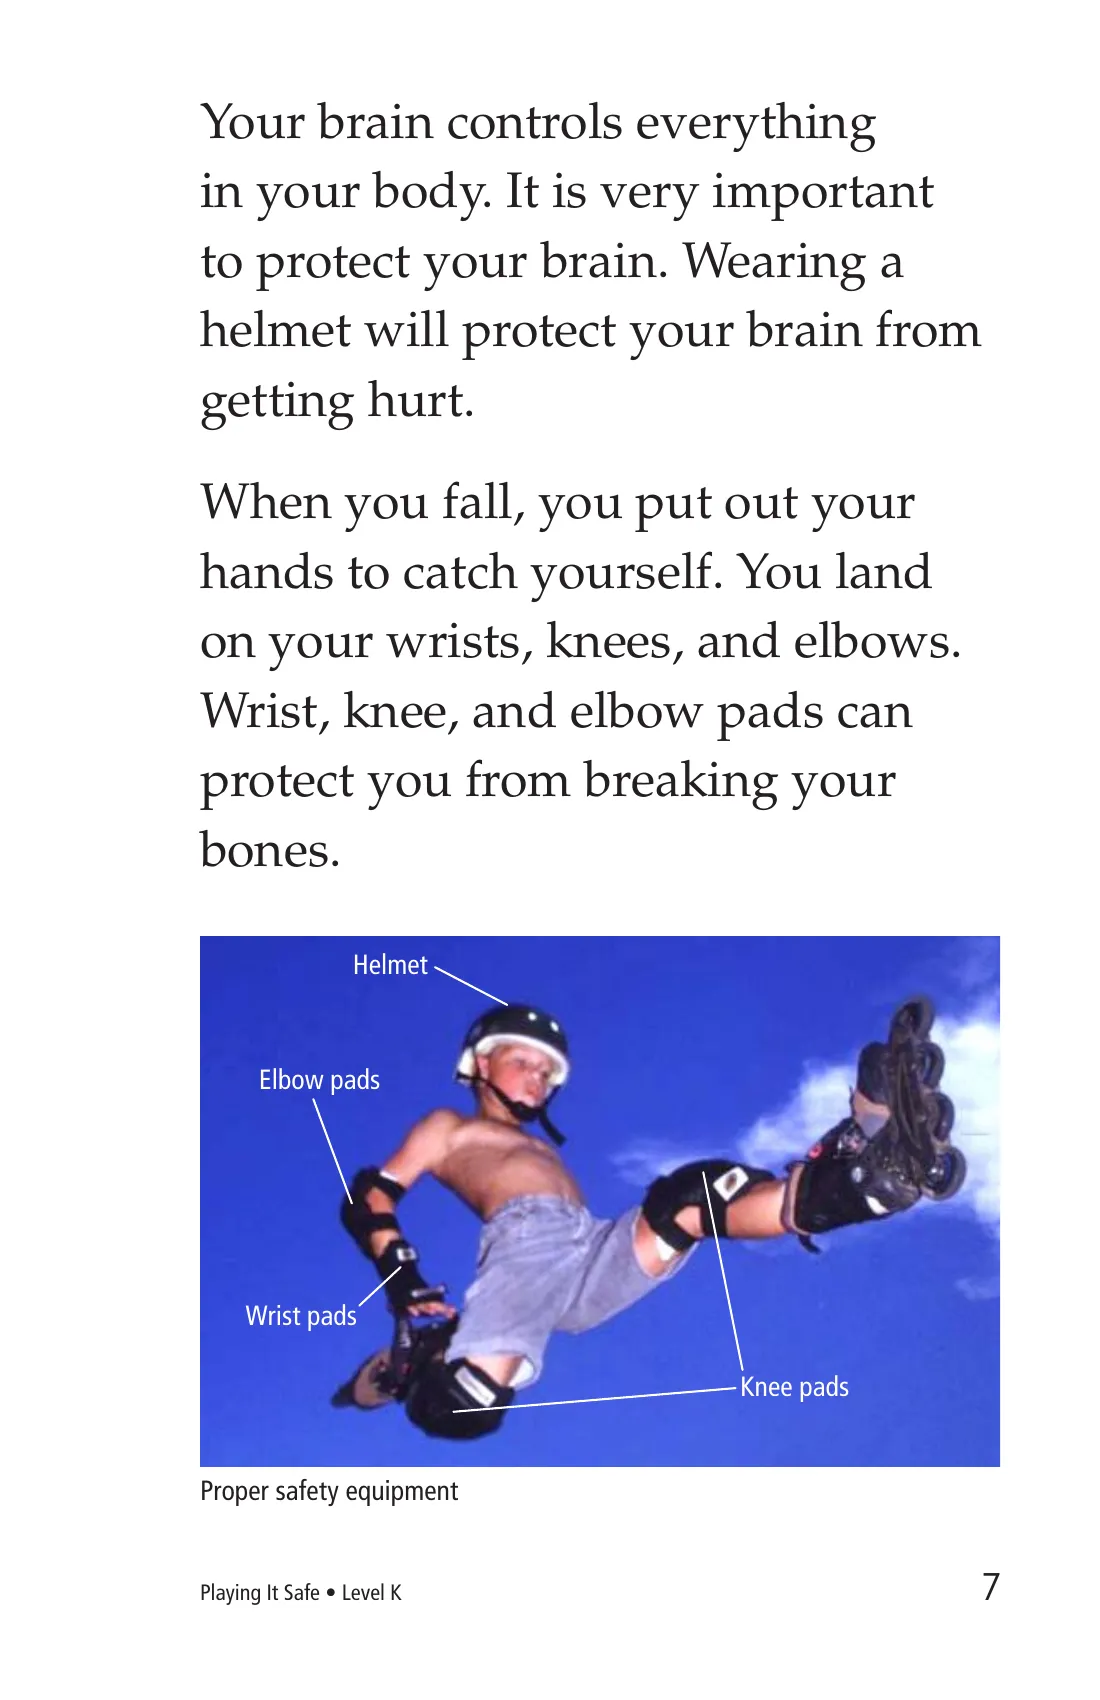 Your brain controls everything
in your body. It is very important
to protect your brain. Wearing a
helmet will protect your brain from
getting hurt.
When you fall, you put out your
hands to catch yourself. You land
on your wrists, knees, and elbows.
Wrist, knee, and elbow pads can
protect you from breaking your
bones.
Helmet
Elbow pads
Wrist pads
Knee pads
Proper safety equipment
Playing It Safe • Level K
7